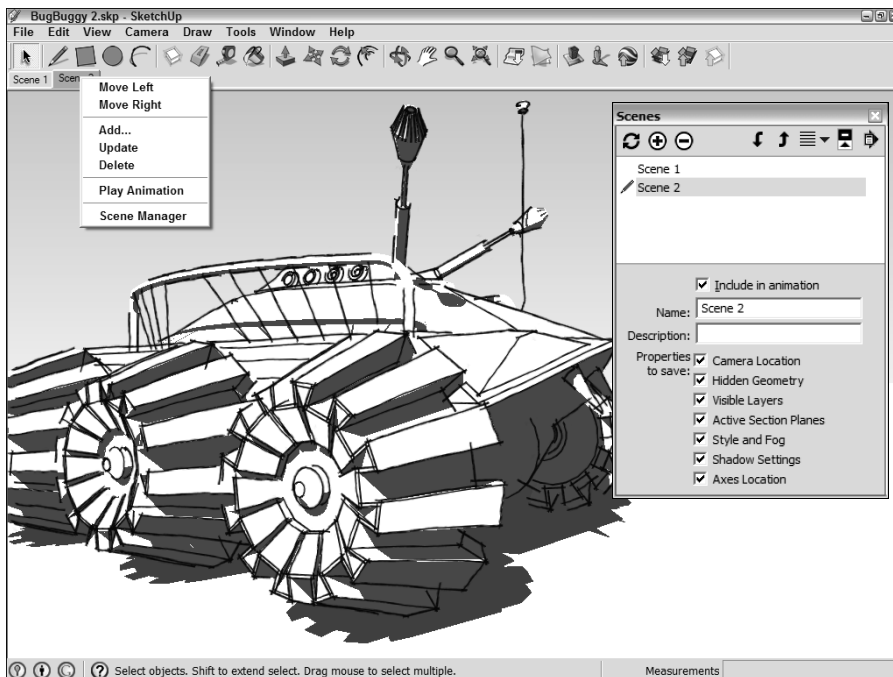 BugBuggy 2.skp - SketchUp
File Edit View Camera Draw Tools Window Help
Scene 1
Move Left
Move Right
Add...
Update
Delete
Play Animation
Scene Manager
Scenes
Scene 1
Scene 2
Include in animation
Name: Scene 2
Description:
Properties to save:
Camera Location
Hidden Geometry
Visible Layers
Active Section Planes
Style and Fog
Shadow Settings
Axes Location
Select objects. Shift to extend select. Drag mouse to select multiple.
Measurements